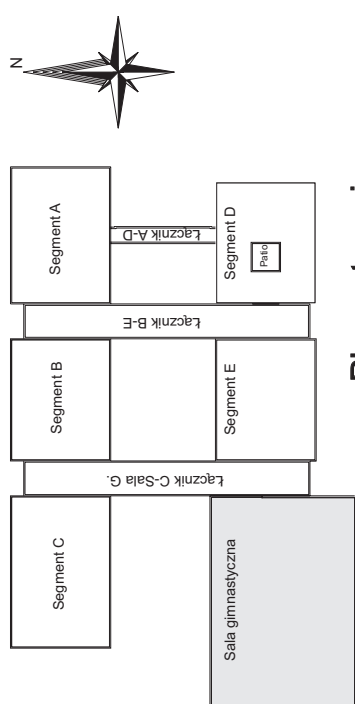 N
Segment A
Łącznik A-D
Segment D
Patio
Łącznik B-E
Segment B
Segment E
Łącznik C-Sala G.
Segment C
Sala gimnastyczna